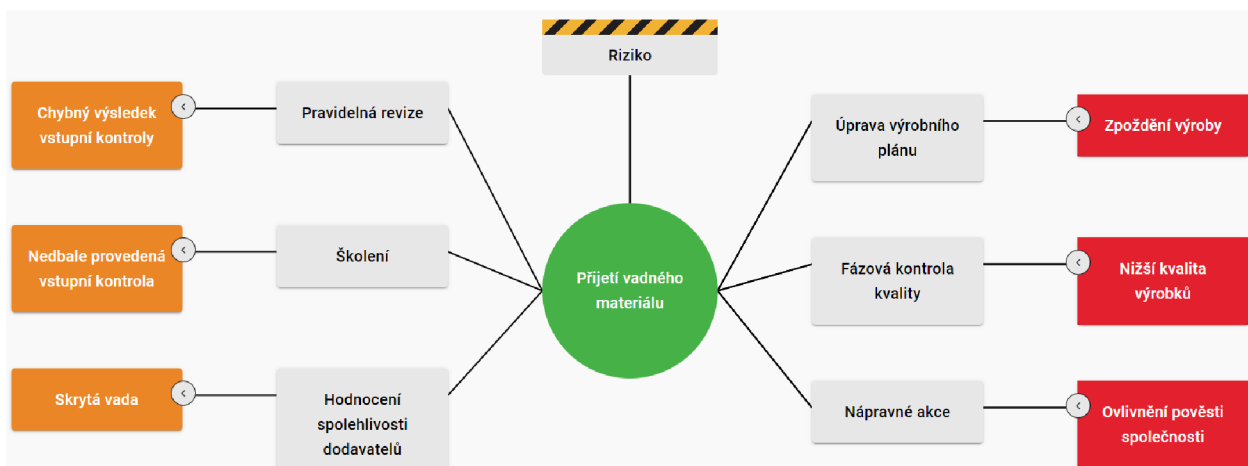 Riziko
Chybný výsledek
vstupní kontroly
Pravidelná revize
Úprava výrobního
plánu
Zpoždění výroby
Nedbale provedená
vstupní kontrola
Školení
Přijetí vadného
materiálu
Fázová kontrola
kvality
Nižší kvalita
výrobků
Skrytá vada
Hodnocení
spolehlivosti
dodavatelů
Nápravné akce
Ovlivnění pověsti
společnosti